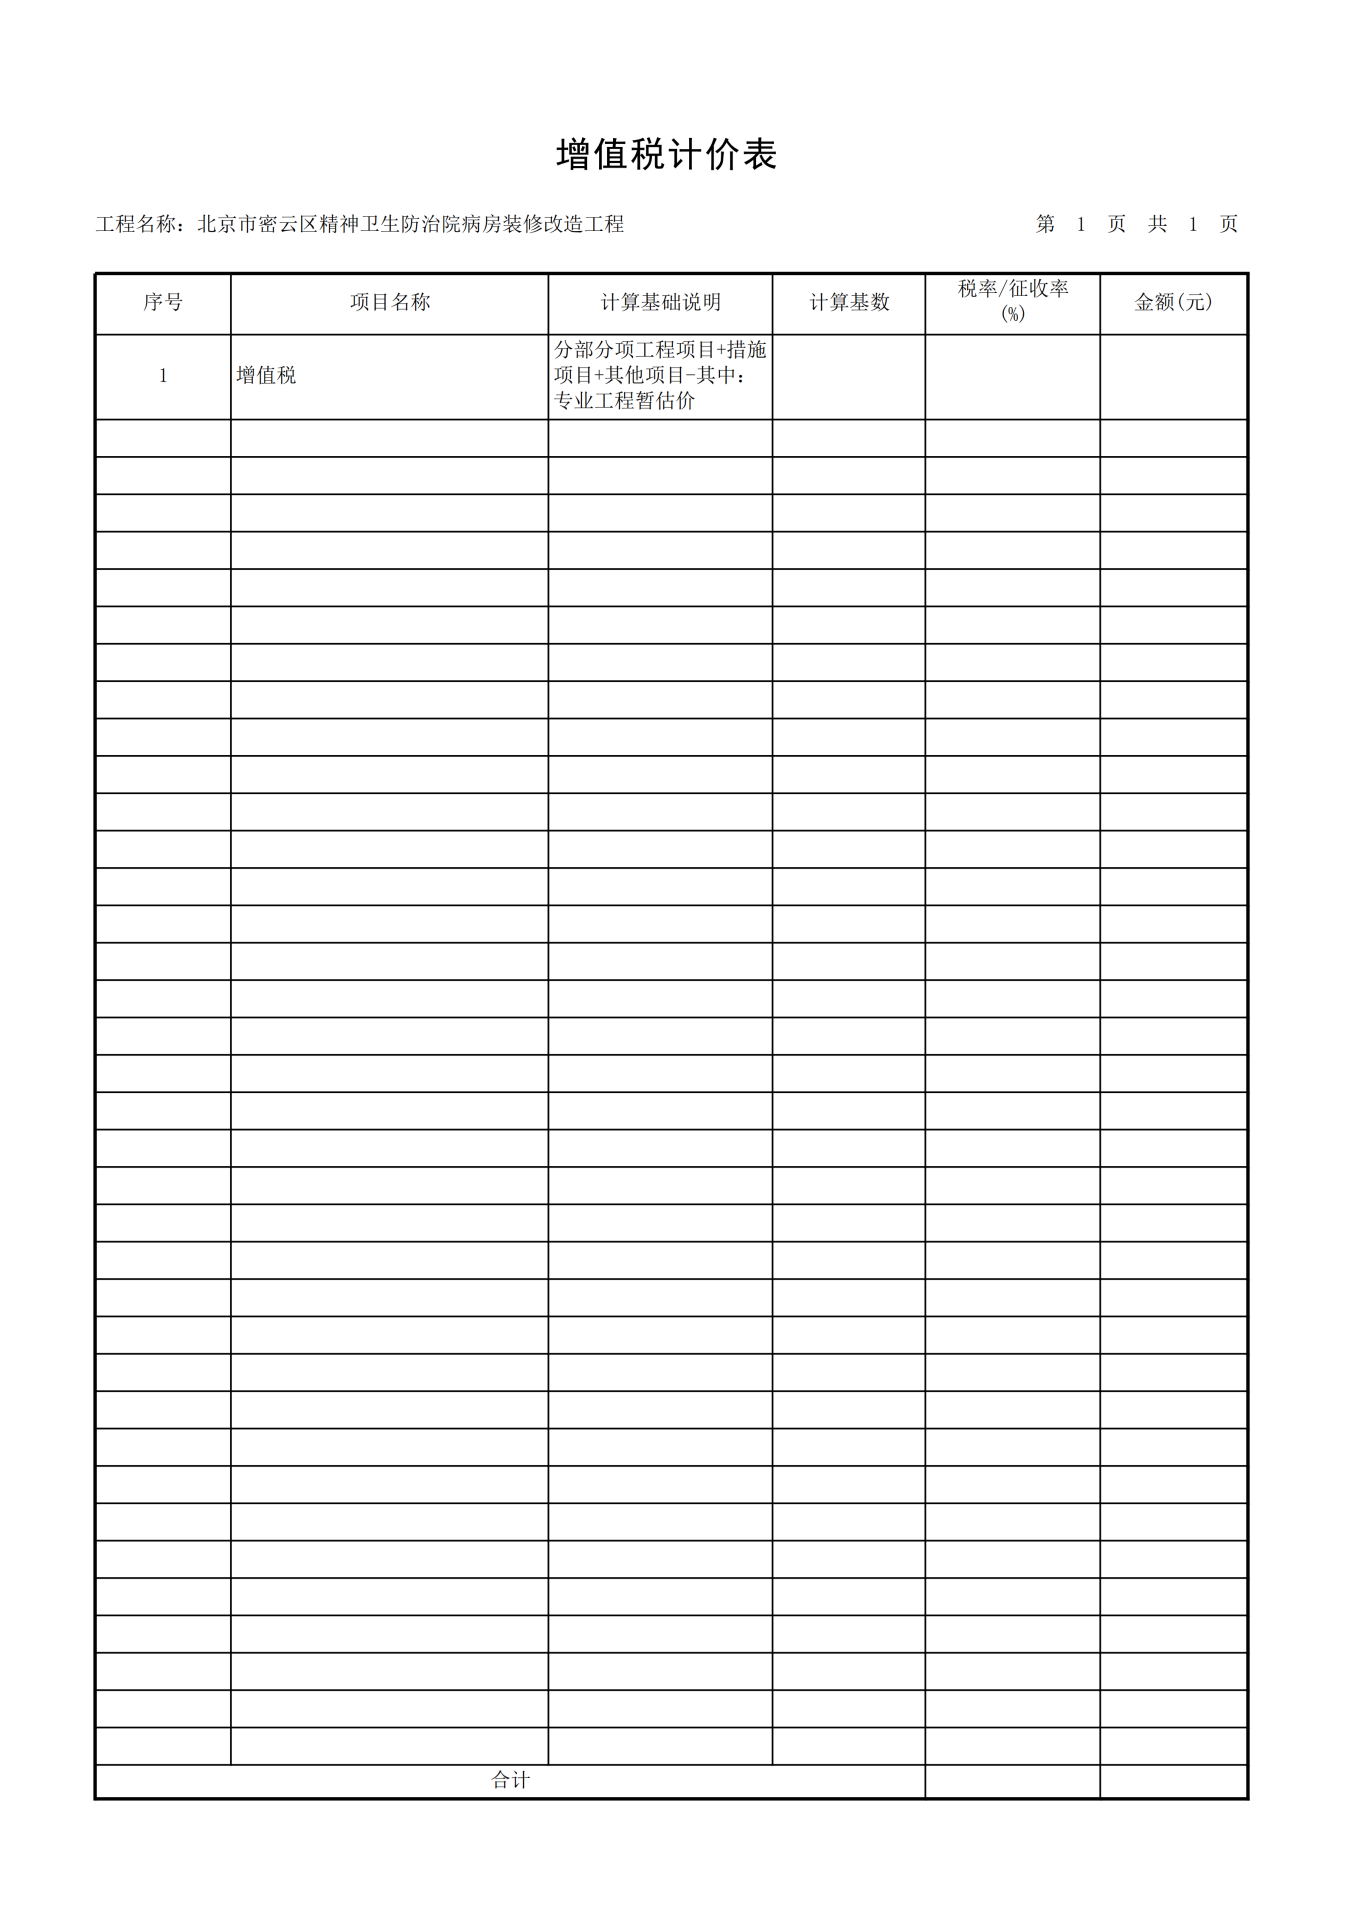 增值税计价表
工程名称：北京市密云区精神卫生防治院病房装修改造工程 第 1 页 共 1 页
序号 项目名称 计算基础说明 计算基数 税率/征收率
(%) 金额(元)
1 增值税 分部分项工程项目+措施
项目+其他项目-其中：
专业工程暂估价
合计